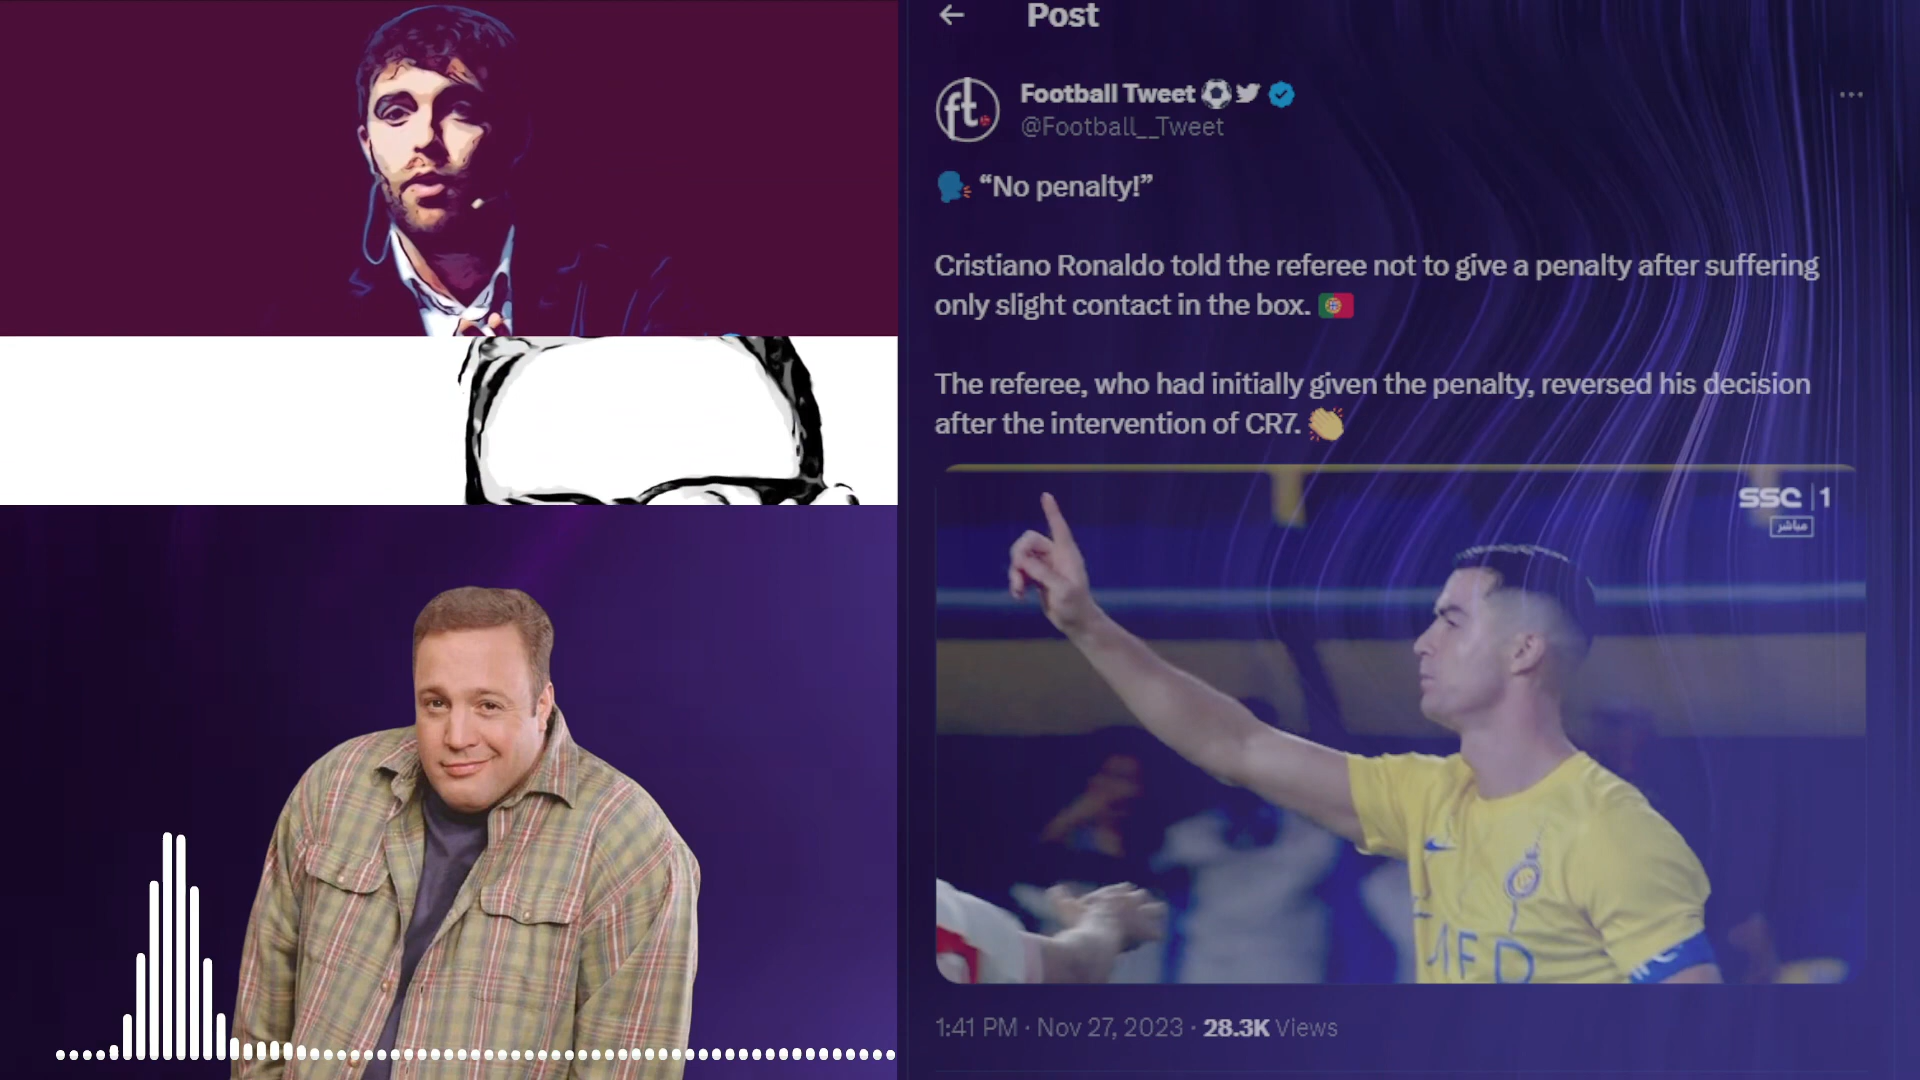 Post
Football Tweet
@Football__Tweet
“No penalty!”
Cristiano Ronaldo told the referee not to give a penalty after suffering
only slight contact in the box.
The referee, who had initially given the penalty, reversed his decision
after the intervention of CR7.
SSC 1
مباشر
1:41 PM · Nov 27, 2023 · 28.3K Views